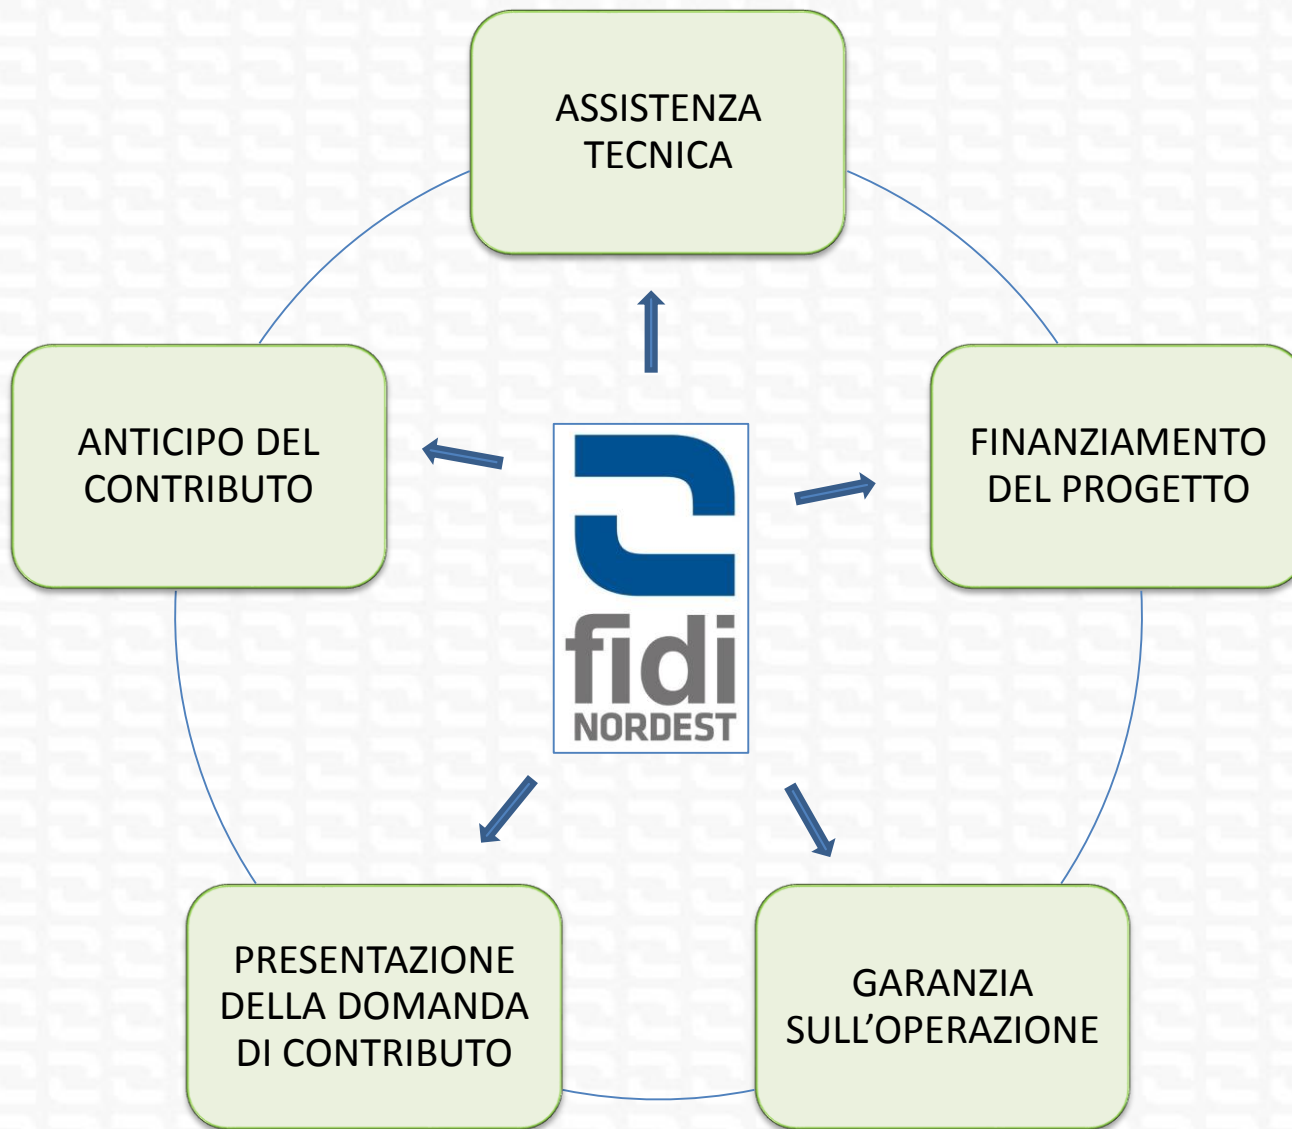 ASSISTENZA
TECNICA
ANTICIPO DEL
CONTRIBUTO
FINANZIAMENTO
DEL PROGETTO
fidi
NORDEST
PRESENTAZIONE
DELLA DOMANDA
DI CONTRIBUTO
GARANZIA
SULL’OPERAZIONE